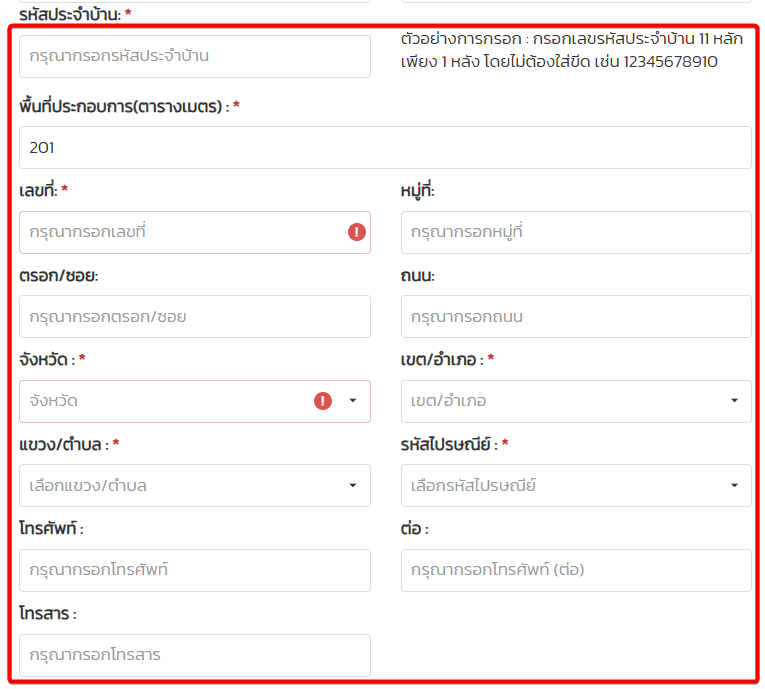 รหัสประจำบ้าน: *
กรุณากรอกรหัสประจำบ้าน
ตัวอย่างการกรอก : กรอกเลขรหัสประจำบ้าน 11 หลัก
เพียง 1 หลัง โดยไม่ต้องใส่ขีด เช่น 12345678910
พื้นที่ประกอบการ(ตารางเมตร) : *
201
เลขที่: *
หมู่ที่:
กรุณากรอกเลขที่
กรุณากรอกหมู่ที่
ตรอก/ซอย:
ถนน:
กรุณากรอกตรอก/ซอย
กรุณากรอกถนน
จังหวัด : *
เขต/อำเภอ : *
จังหวัด
เขต/อำเภอ
แขวง/ตำบล : *
รหัสไปรษณีย์ : *
เลือกแขวง/ตำบล
เลือกรหัสไปรษณีย์
โทรศัพท์ :
ต่อ :
กรุณากรอกโทรศัพท์
กรุณากรอกโทรศัพท์ (ต่อ)
โทรสาร :
กรุณากรอกโทรสาร